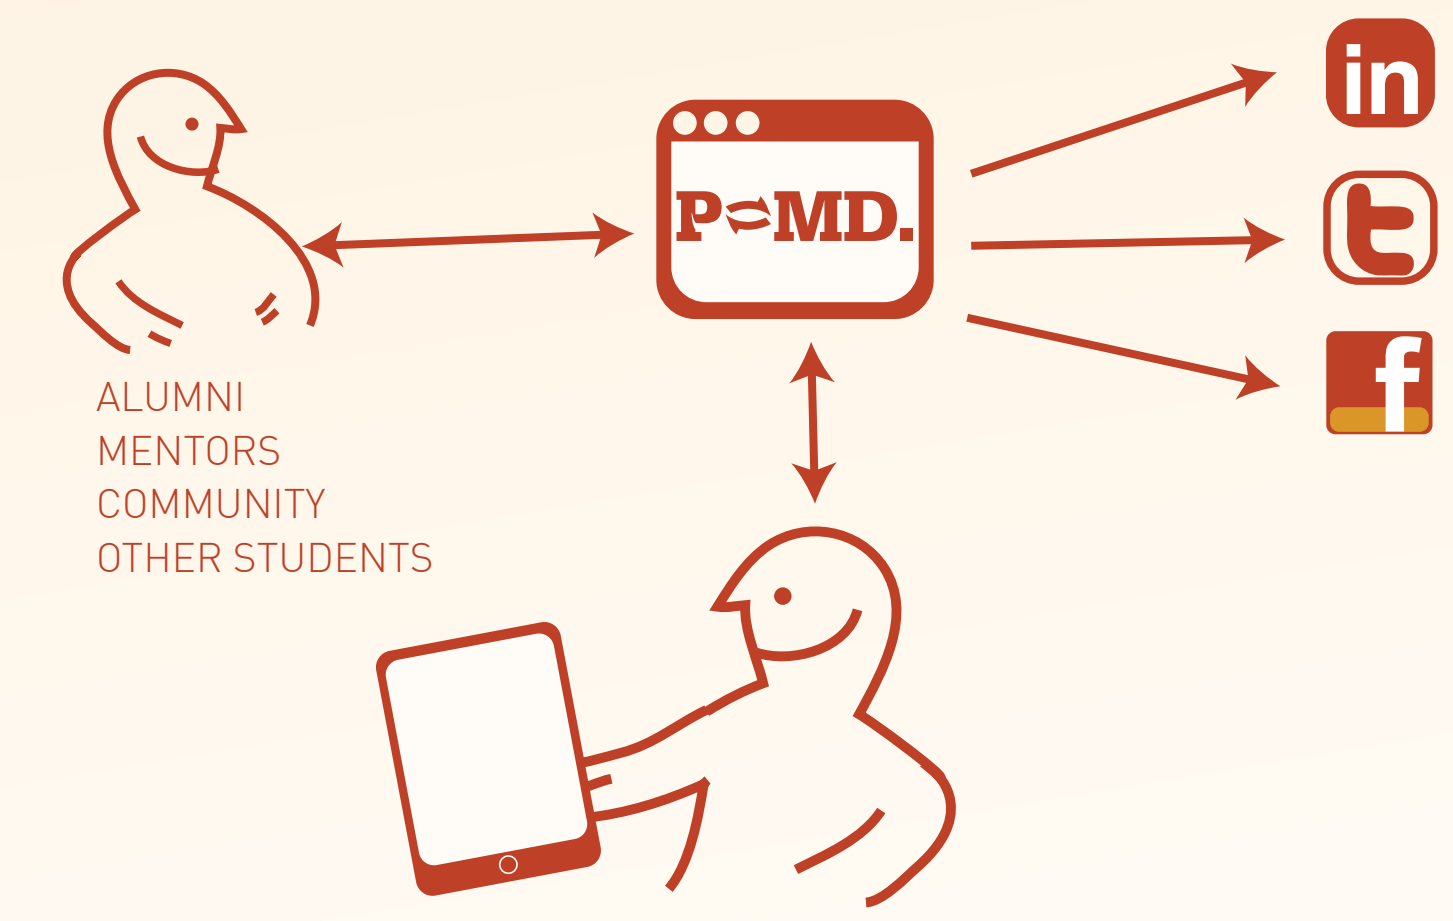 P MD.
in
t
f
ALUMNI
MENTORS
COMMUNITY
OTHER STUDENTS